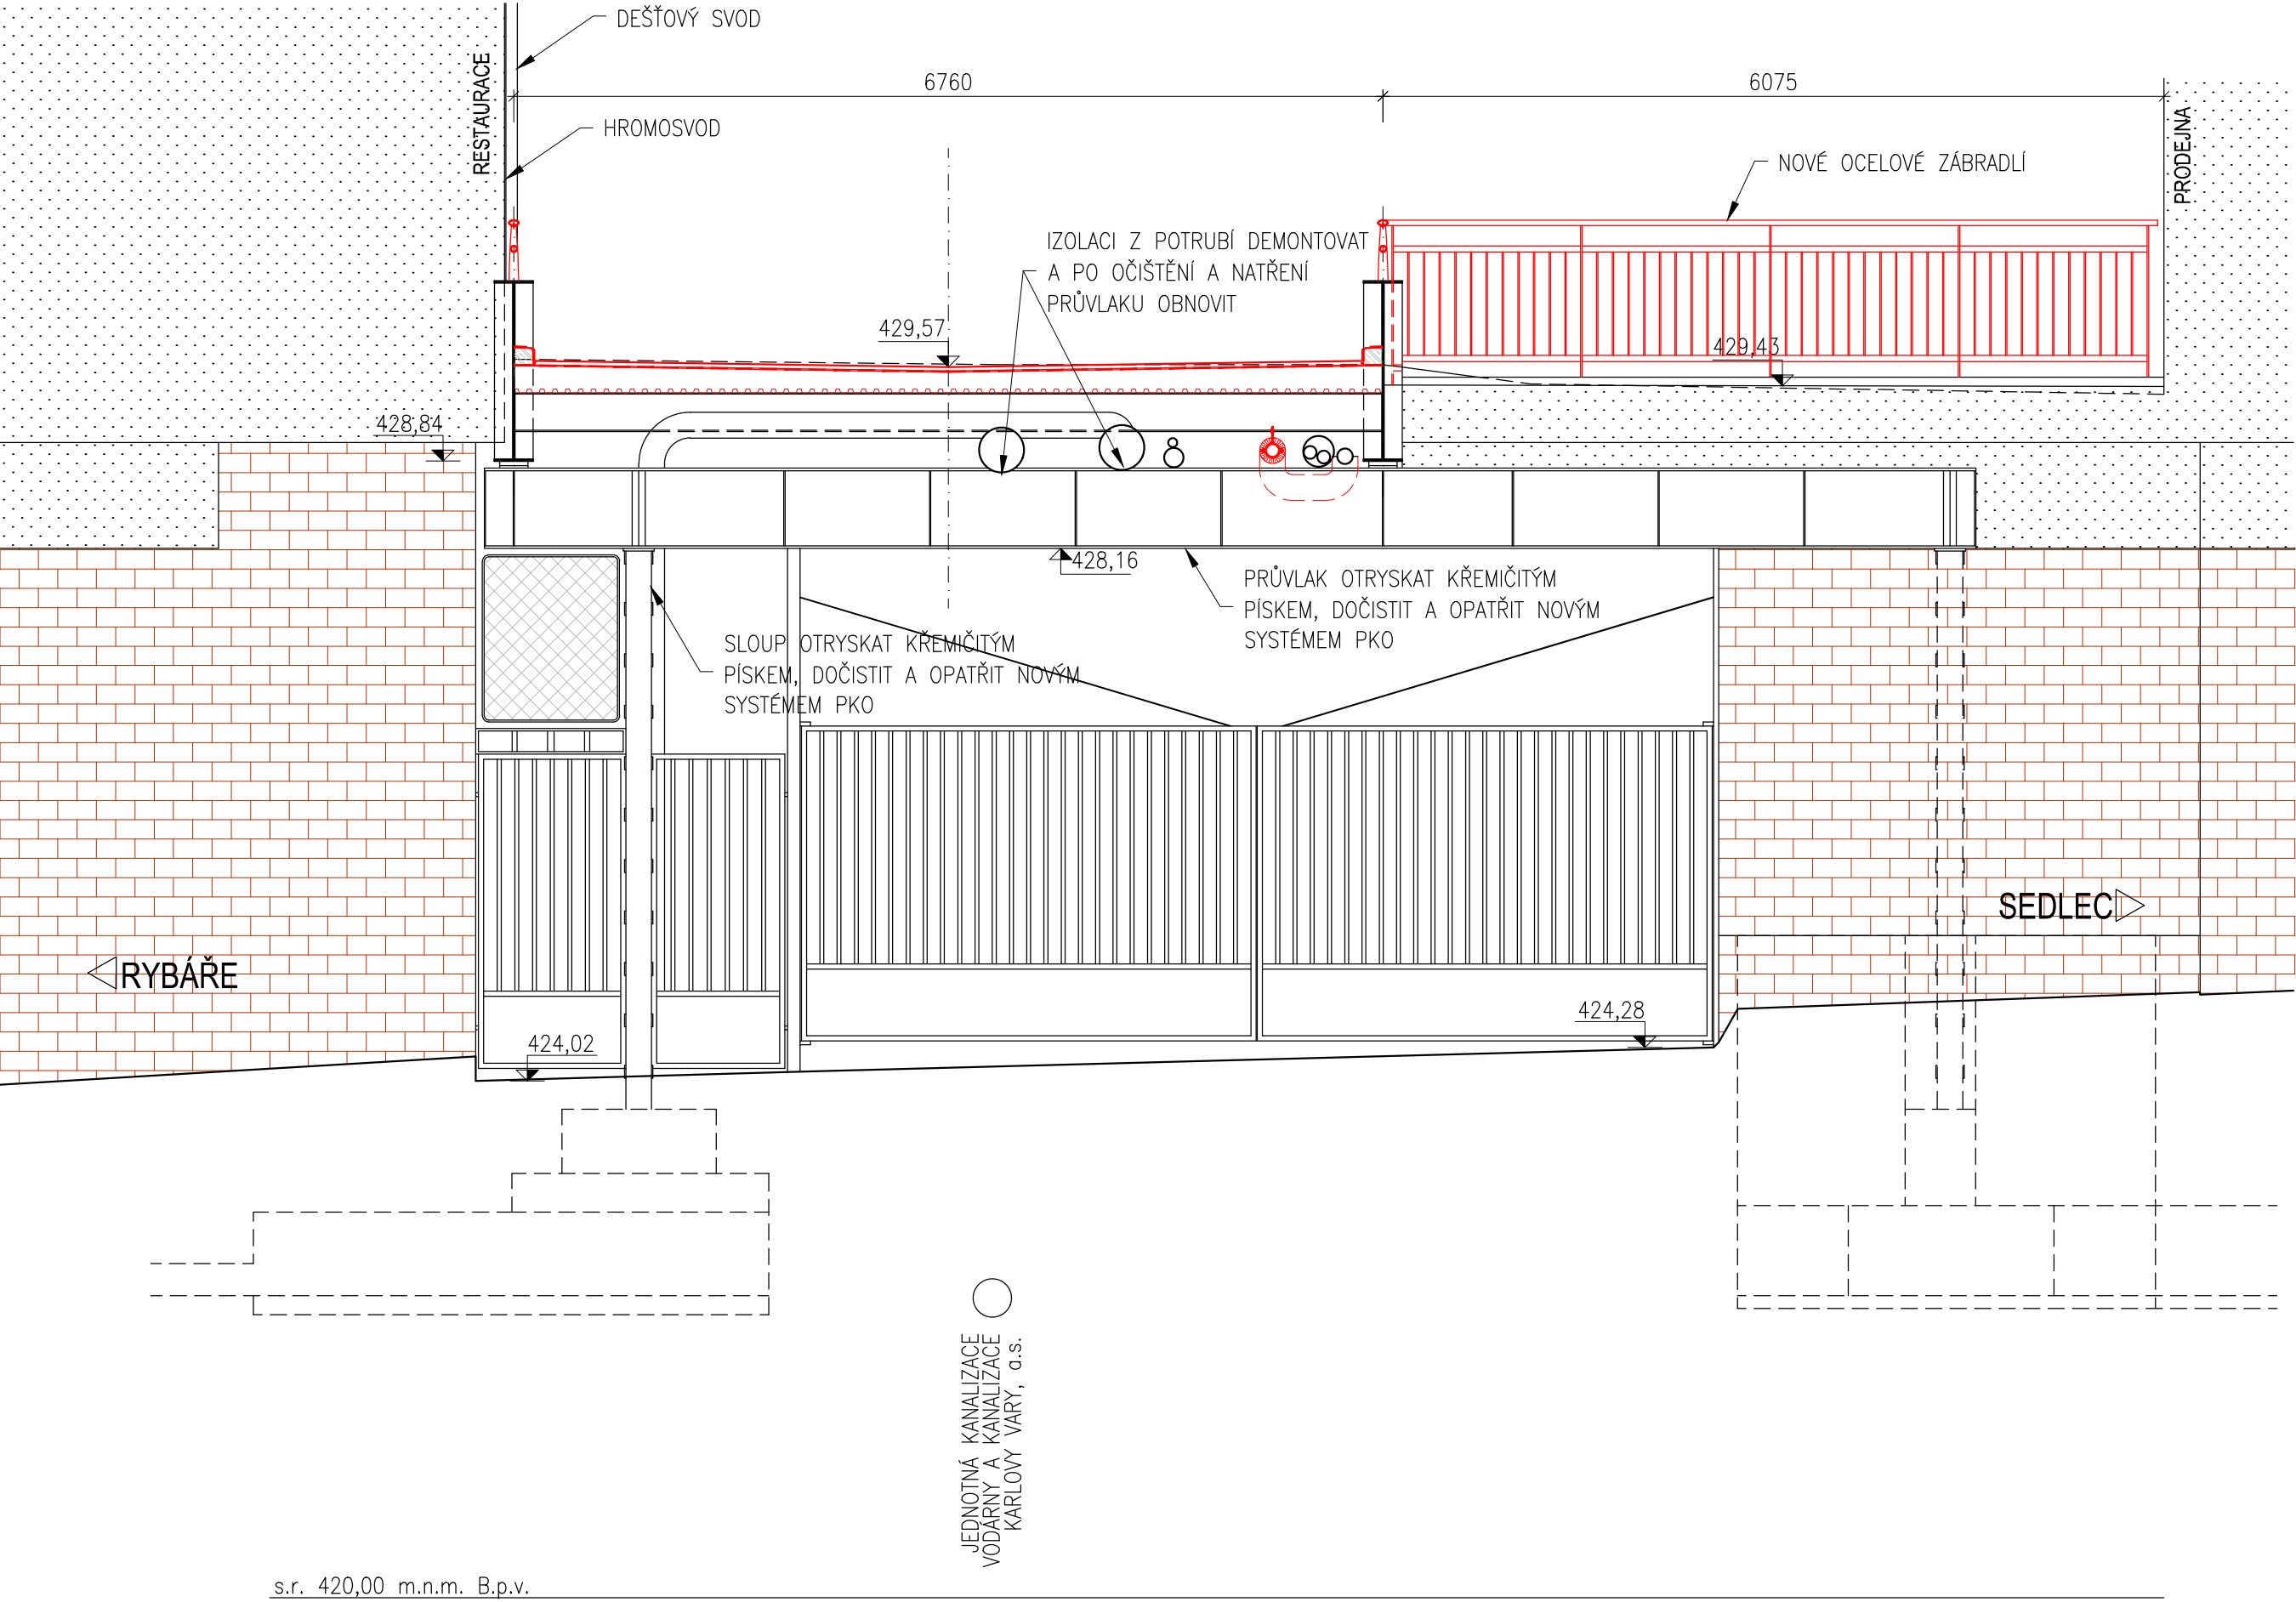 DEŠŤOVÝ SVOD
6760
6075
RESTAURACE
HROMOSVOD
PRODEJNA
NOVÉ OCELOVÉ ZÁBRADLÍ
IZOLACI Z POTRUBÍ DEMONTOVAT
A PO OČIŠTĚNÍ A NATŘENÍ
PRŮVLAKU OBNOVIT
429,57
429,43
428,84
428,16
PRŮVLAK OTRYSKAT KŘEMIČITÝM
PÍSKEM, DOČISTIT A OPATŘIT NOVÝM
SYSTÉMEM PKO
SLOUP OTRYSKAT KŘEMIČITÝM
PÍSKEM, DOČISTIT A OPATŘIT NOVÝM
SYSTÉMEM PKO
SEDLEC
RYBÁŘE
424,28
424,02
JEDNOTNÁ KANALIZACE
VODÁRNY A KANALIZACE
KARLOVY VARY, a.s.
s.r. 420,00 m.n.m. B.p.v.